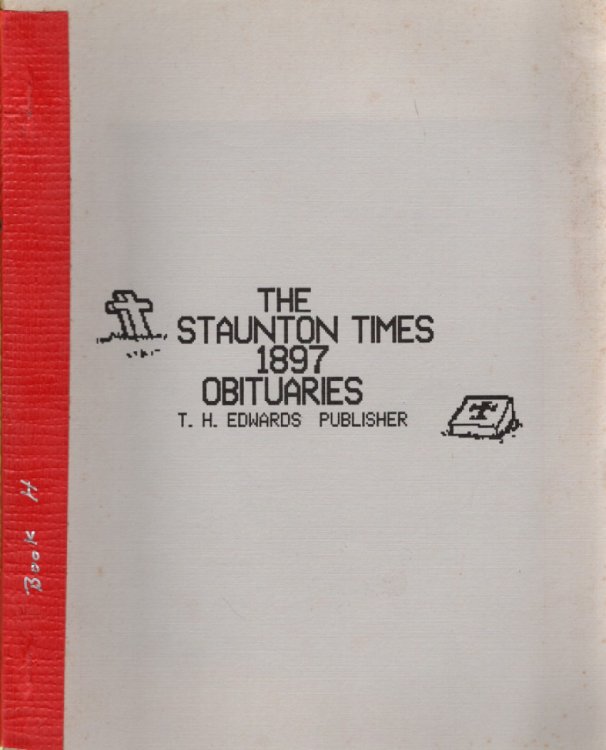 THE
STAUNTON TIMES
1897
OBITUARIES
T. H. EDWARDS PUBLISHER
Book H